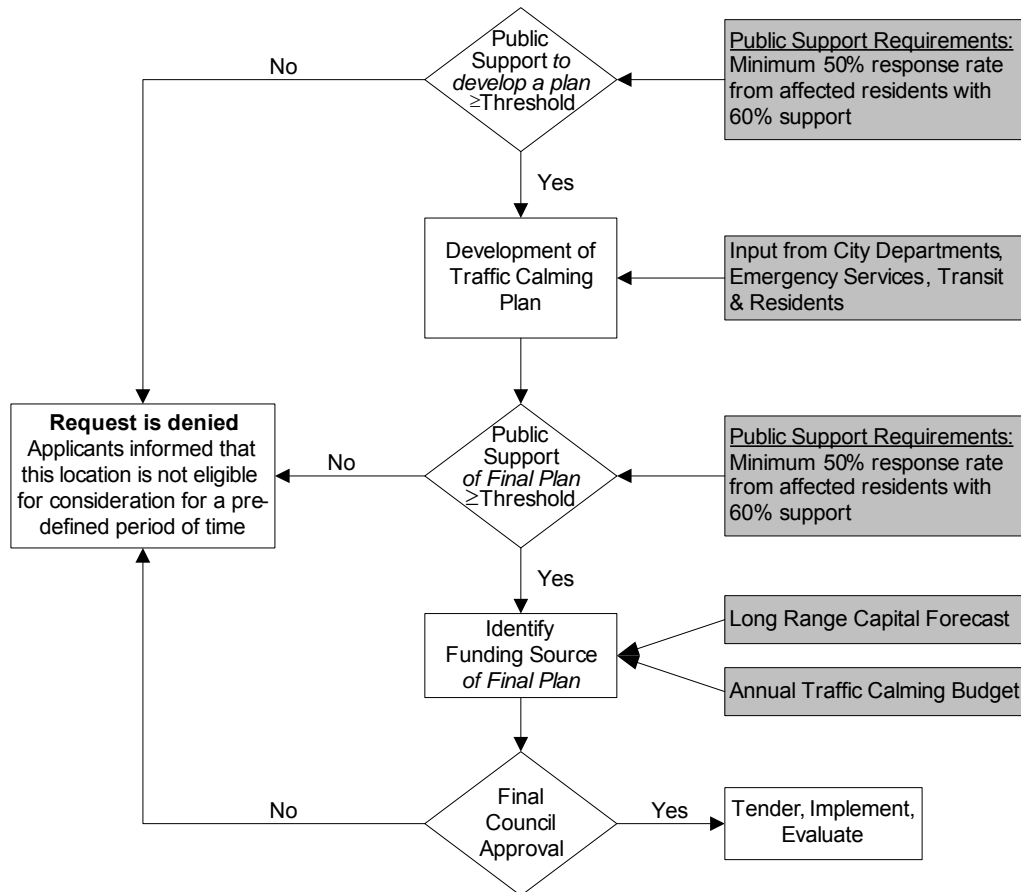 Public
Support to
develop a plan
≥Threshold
No
Public Support Requirements:
Minimum 50% response rate
from affected residents with
60% support
Yes
Development of
Traffic Calming
Plan
Input from City Departments,
Emergency Services, Transit
& Residents
Request is denied
Applicants informed that
this location is not eligible
for consideration for a pre-
defined period of time
No
Public
Support
of Final Plan
≥Threshold
Public Support Requirements:
Minimum 50% response rate
from affected residents with
60% support
Yes
Identify
Funding Source
of Final Plan
Long Range Capital Forecast
Annual Traffic Calming Budget
No
Final
Council
Approval
Yes
Tender, Implement,
Evaluate